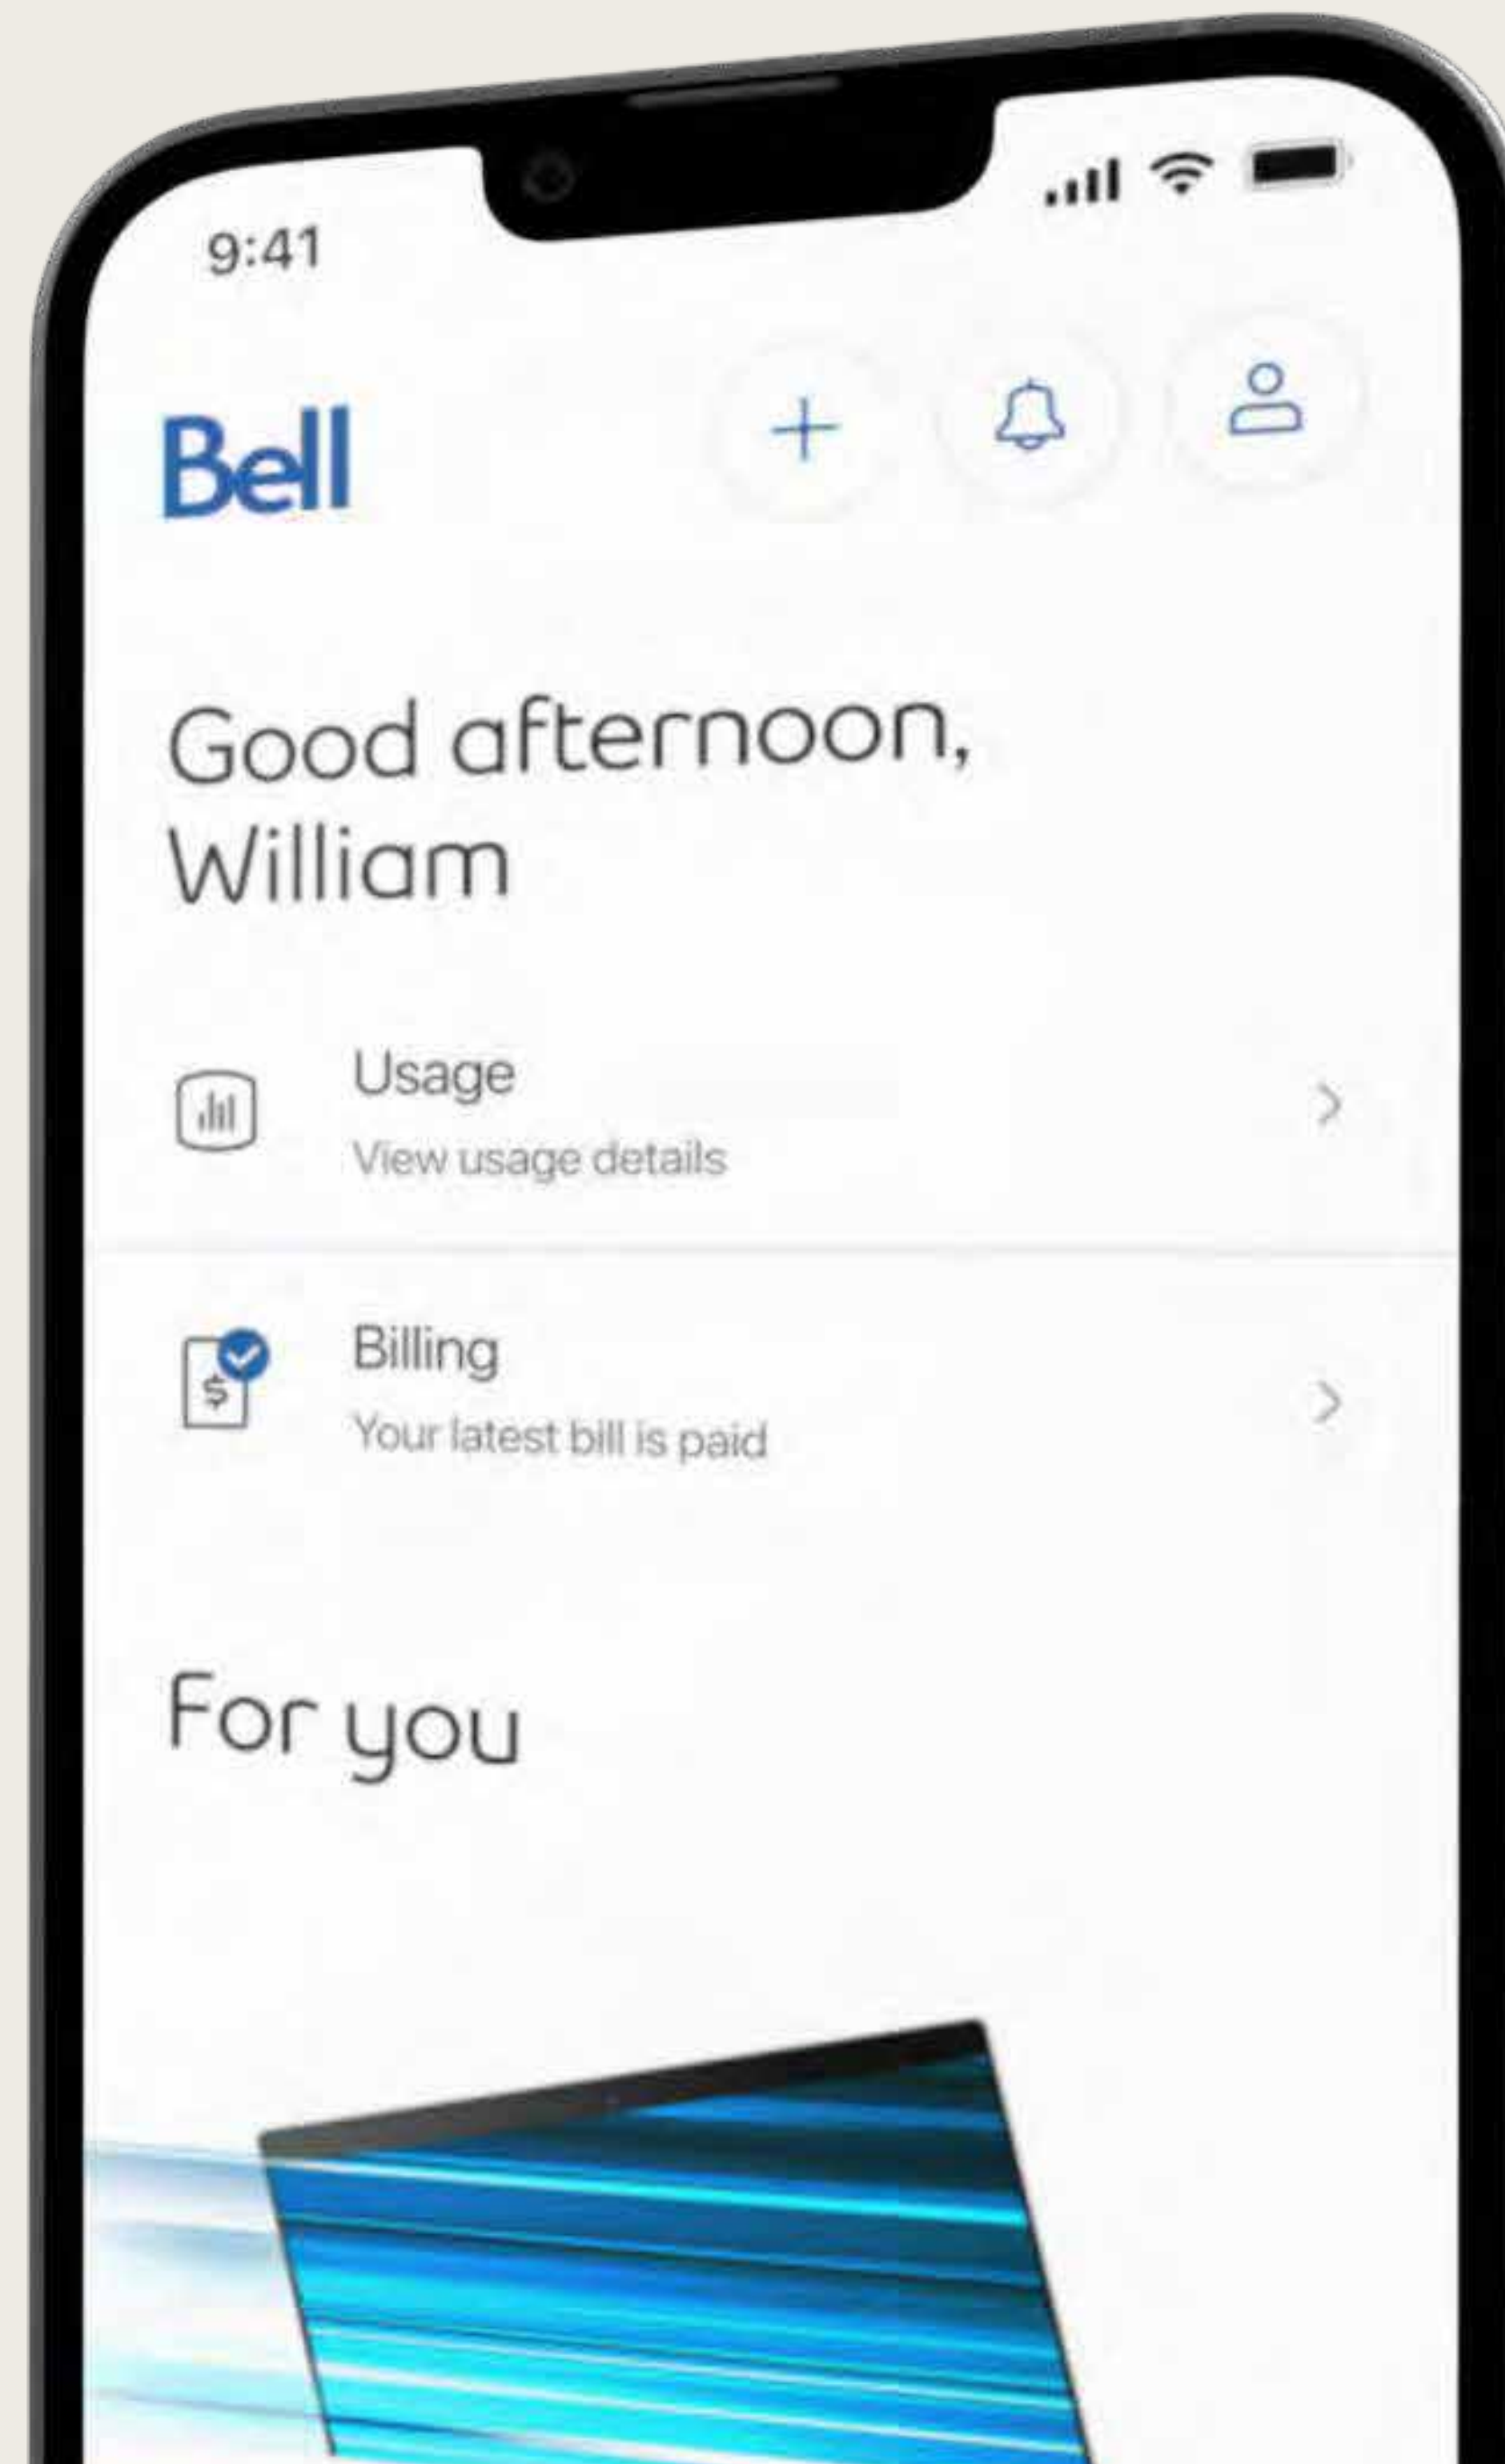 9:41
Bell
Good afternoon,
William
Usage
View usage details
$
Billing
Your latest bill is paid
For you